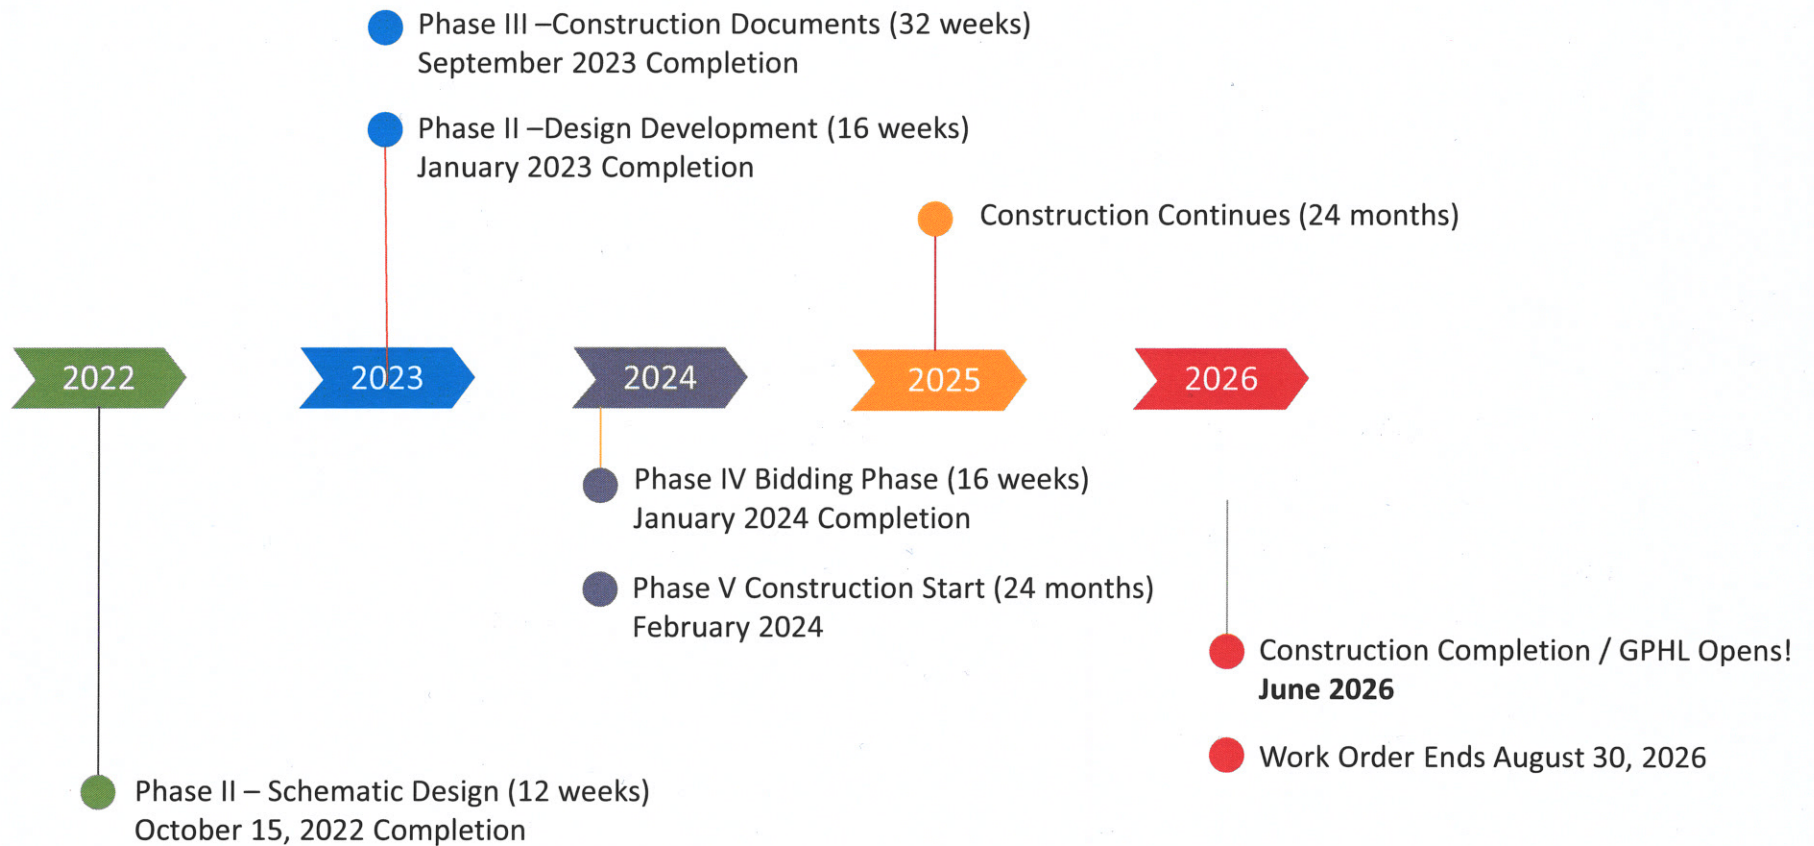 Phase III –Construction Documents (32 weeks)
September 2023 Completion
Phase II –Design Development (16 weeks)
January 2023 Completion
Construction Continues (24 months)
2022
2023
2024
2025
2026
Phase IV Bidding Phase (16 weeks)
January 2024 Completion
Phase V Construction Start (24 months)
February 2024
Construction Completion / GPHL Opens!
June 2026
Work Order Ends August 30, 2026
Phase II – Schematic Design (12 weeks)
October 15, 2022 Completion